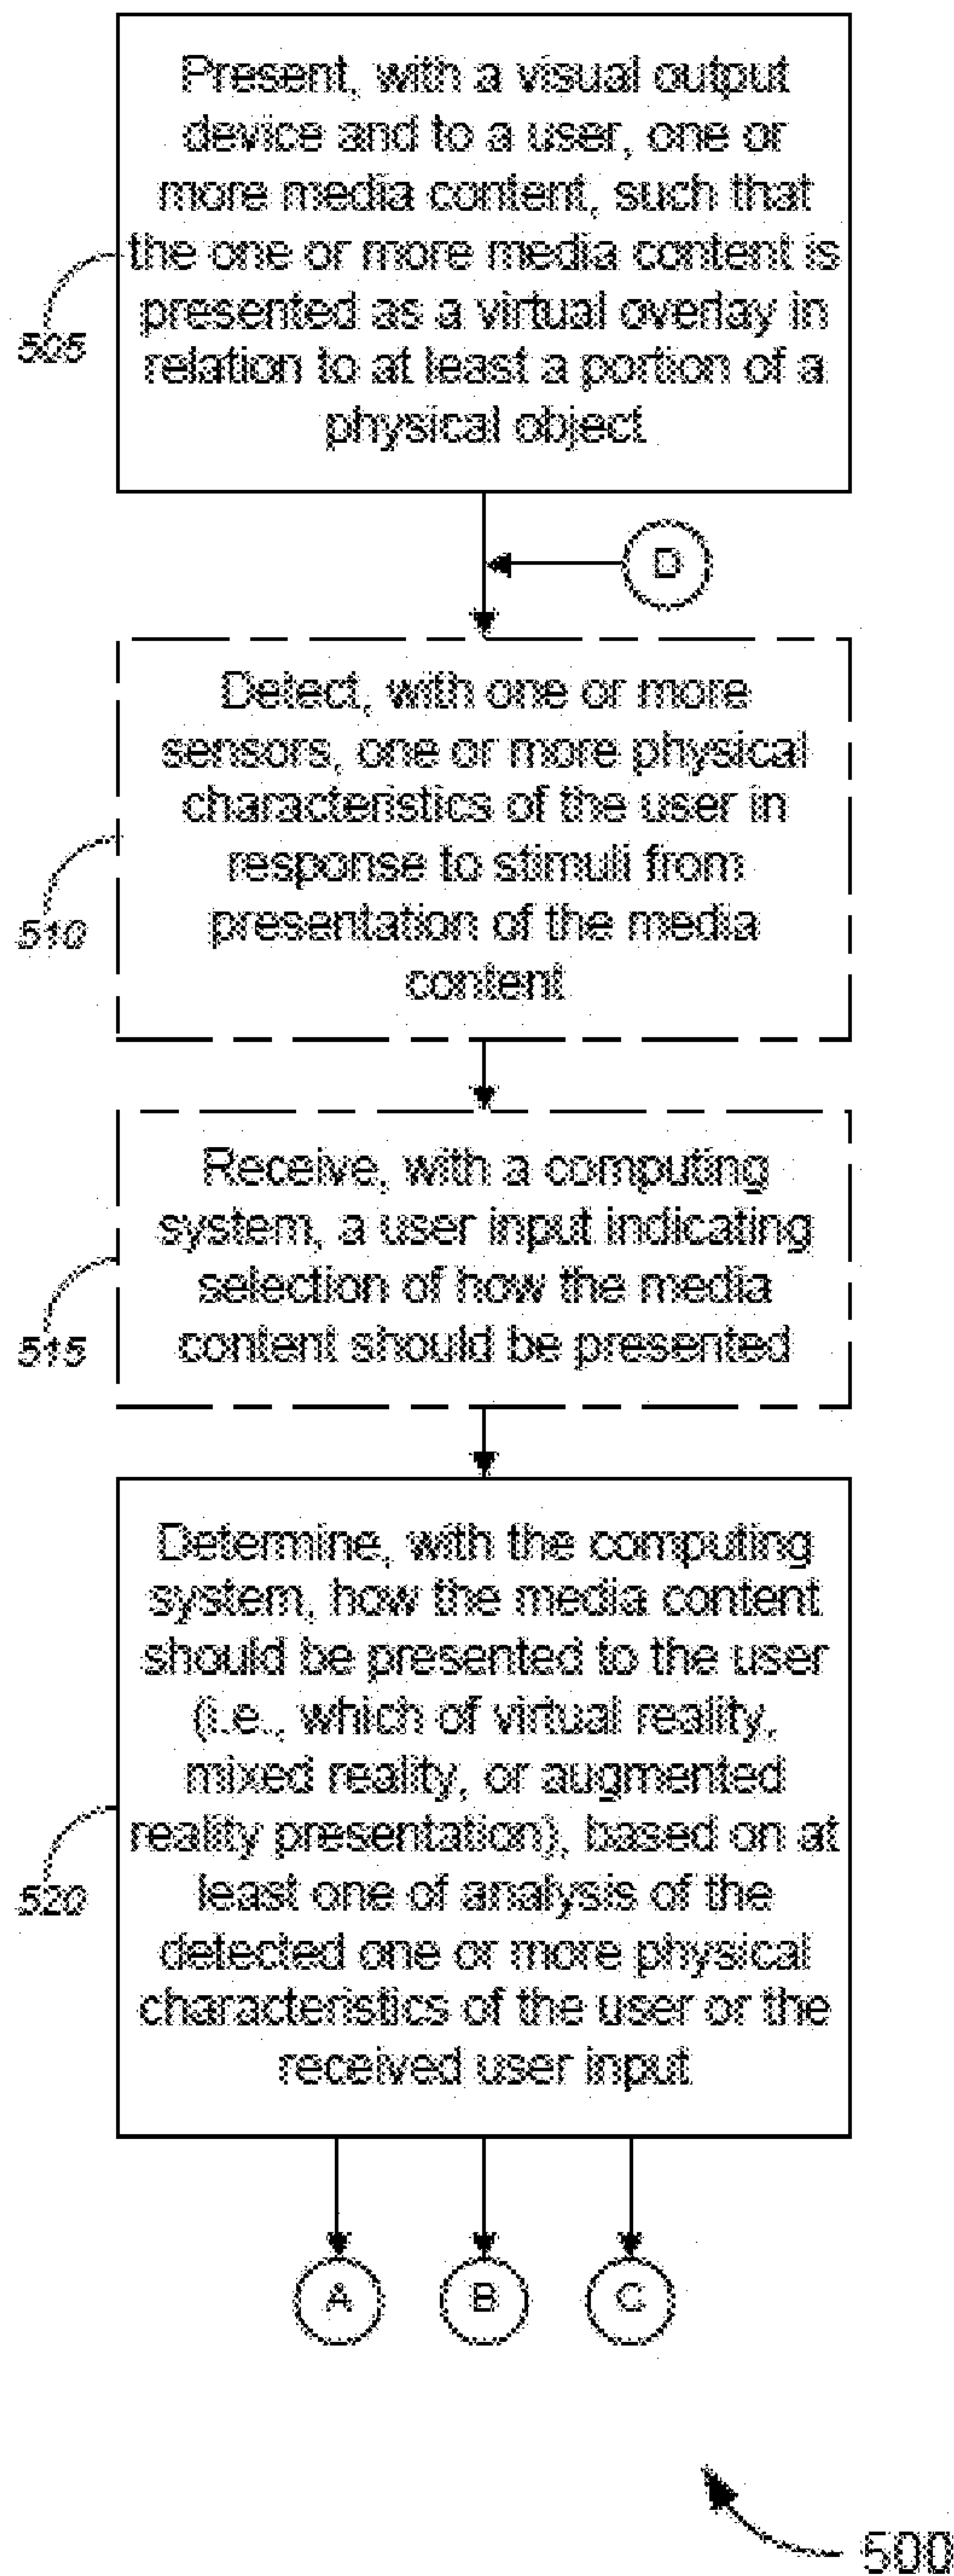 Present, with a visual output
device and to a user, one or
more media content, such that
the one or more media content is
presented as a virtual overlay in
relation to at least a portion of a
physical object
505
D
Detect, with one or more
sensors, one or more physical
characteristics of the user in
response to stimuli from
presentation of the media
content
510
Receive, with a computing
system, a user input indicating
selection of how the media
content should be presented
515
Determine, with the computing
system, how the media content
should be presented to the user
(i.e., which of virtual reality,
mixed reality, or augmented
reality presentation), based on at
least one of analysis of the
detected one or more physical
characteristics of the user or the
received user input
520
A B C
500